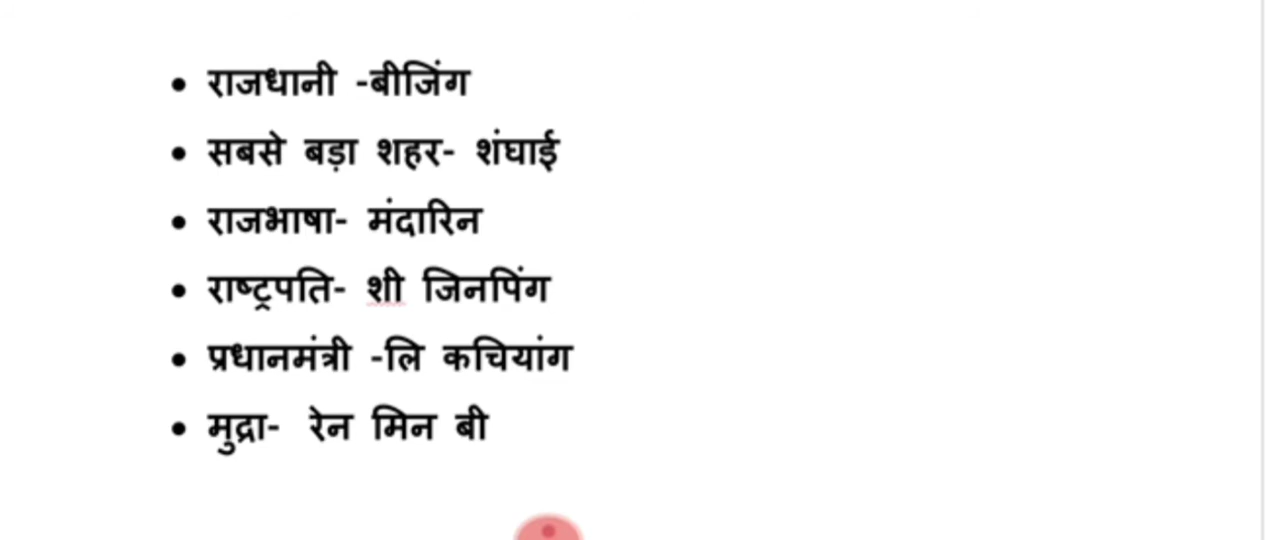 • राजधानी -बीजिंग
• सबसे बड़ा शहर- शंघाई
• राजभाषा- मंदारिन
• राष्ट्रपति- शी जिनपिंग
• प्रधानमंत्री -लि कचियांग
• मुद्रा- रेन मिन बी